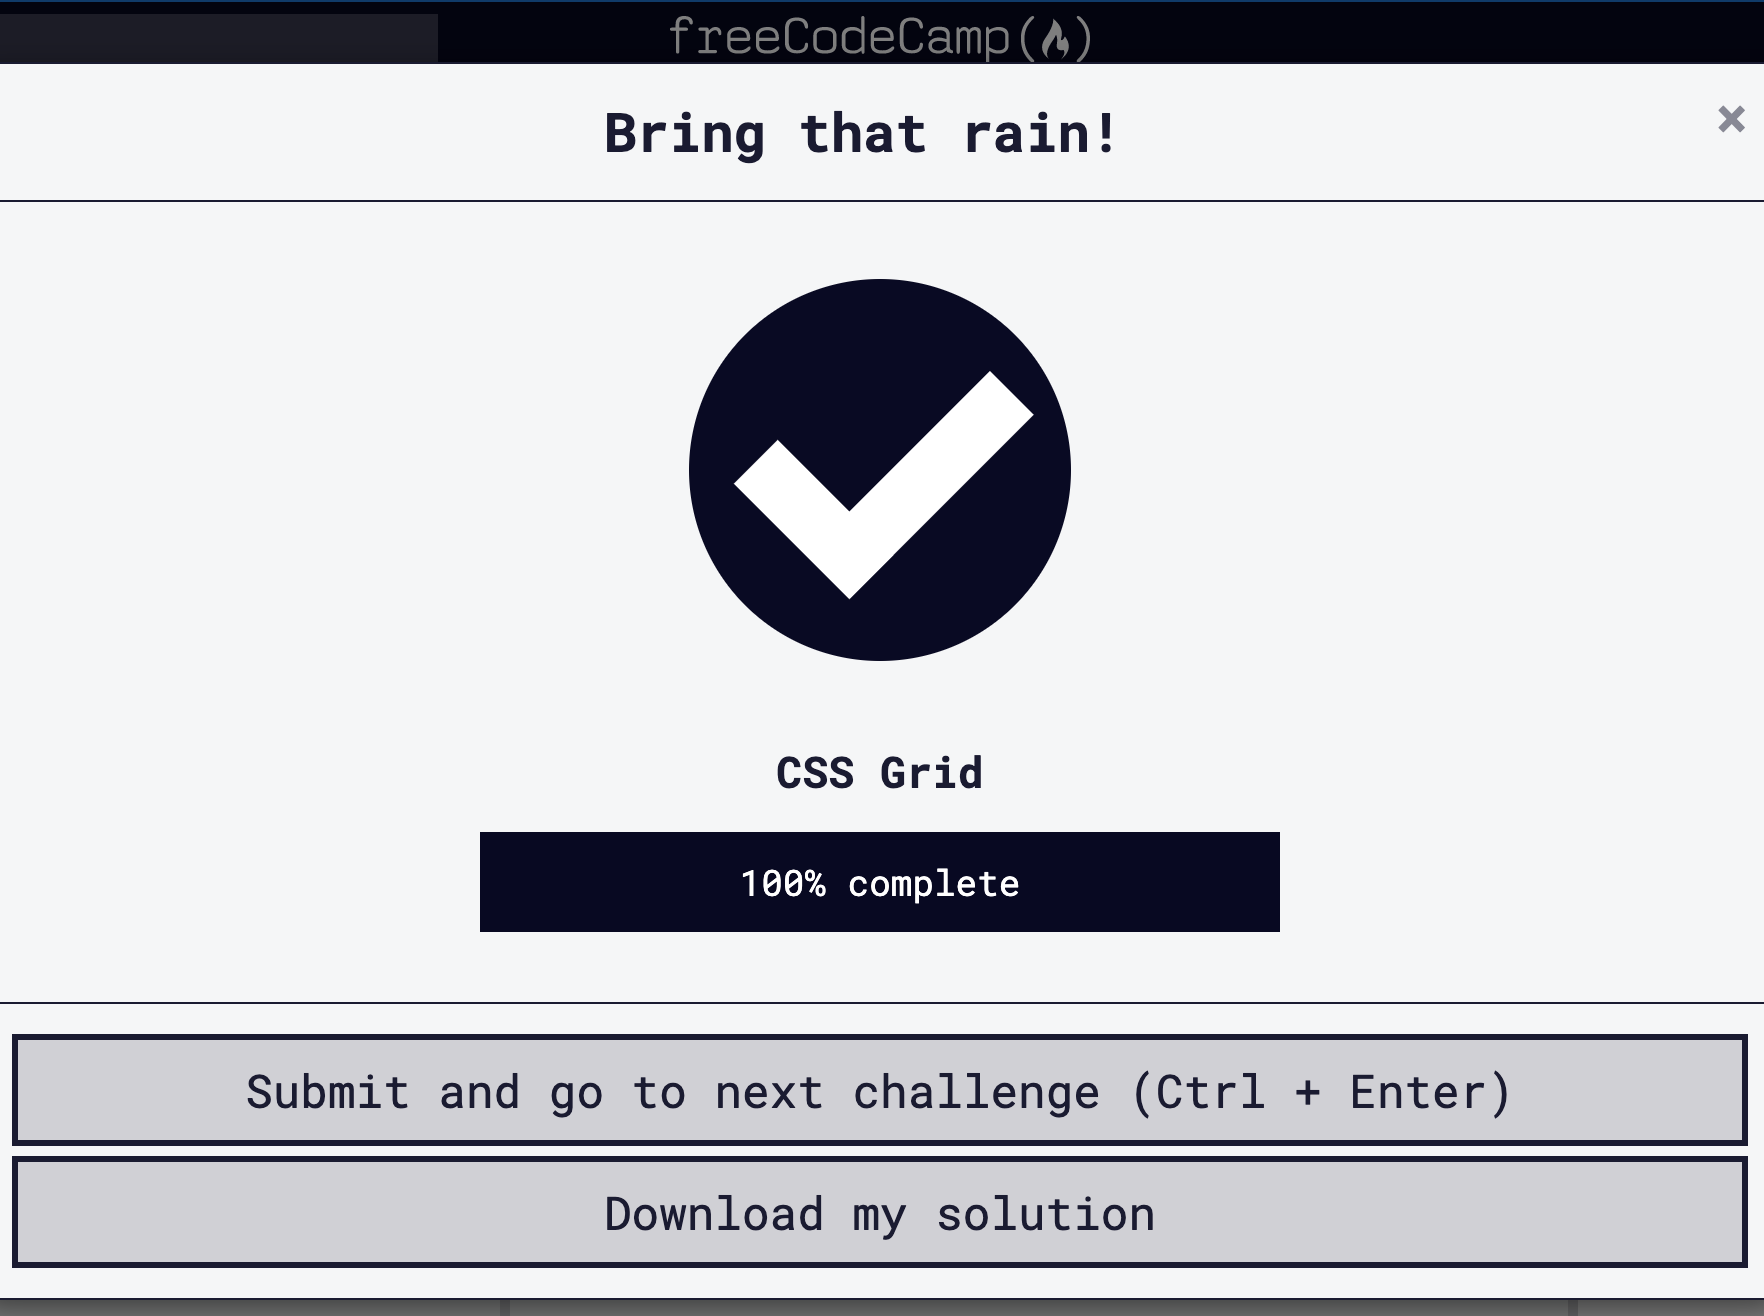 freeCodeCamp(🔥)
Bring that rain!
×
CSS Grid
100% complete
Submit and go to next challenge (Ctrl + Enter)
Download my solution